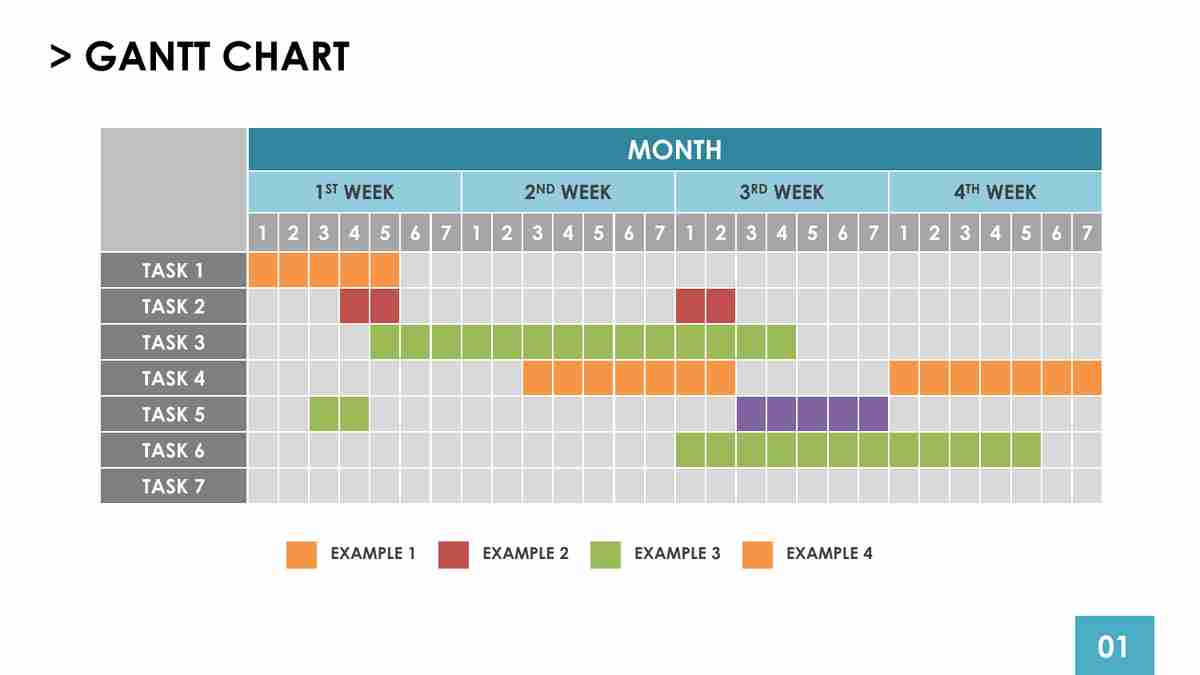 > GANTT CHART
MONTH
1ST WEEK 2ND WEEK 3RD WEEK 4TH WEEK
1 2 3 4 5 6 7 1 2 3 4 5 6 7 1 2 3 4 5 6 7 1 2 3 4 5 6 7
TASK 1
TASK 2
TASK 3
TASK 4
TASK 5
TASK 6
TASK 7
EXAMPLE 1 EXAMPLE 2 EXAMPLE 3 EXAMPLE 4
01